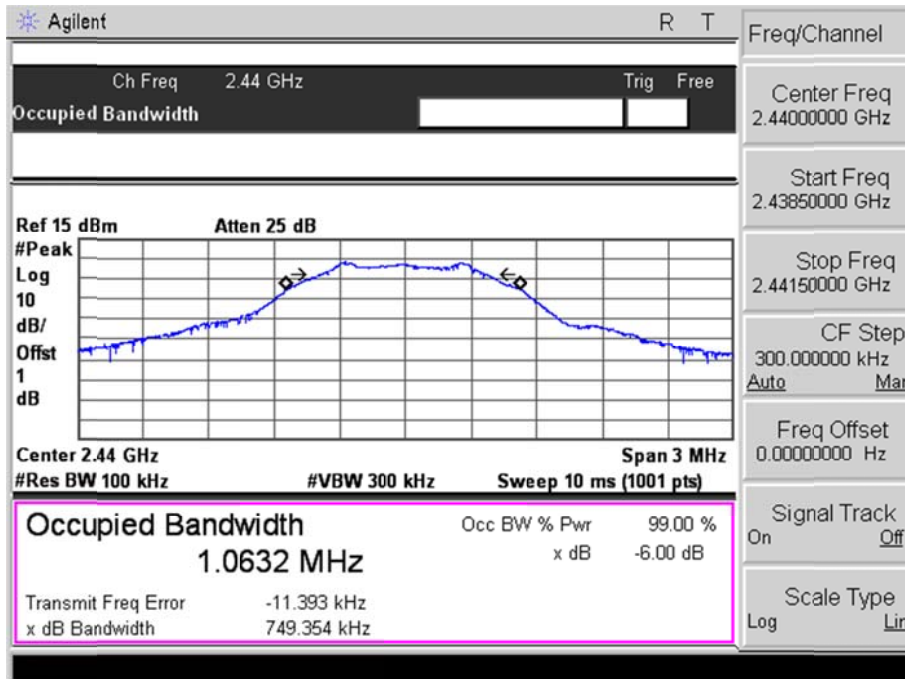 Agilent R T
Ch Freq 2.44 GHz Trig Free
Occupied Bandwidth
Ref 15 dBm Atten 25 dB
#Peak
Log
10
dB/
Offst
1
dB
Center 2.44 GHz Span 3 MHz
#Res BW 100 kHz #VBW 300 kHz Sweep 10 ms (1001 pts)
Occupied Bandwidth
1.0632 MHz
Occ BW % Pwr 99.00 %
x dB -6.00 dB
Transmit Freq Error -11.393 kHz
x dB Bandwidth 749.354 kHz
Freq/Channel
Center Freq
2.44000000 GHz
Start Freq
2.43850000 GHz
Stop Freq
2.44150000 GHz
CF Step
300.000000 kHz
Auto Mar
Freq Offset
0.00000000 Hz
Signal Track
On Off
Scale Type
Log Lin